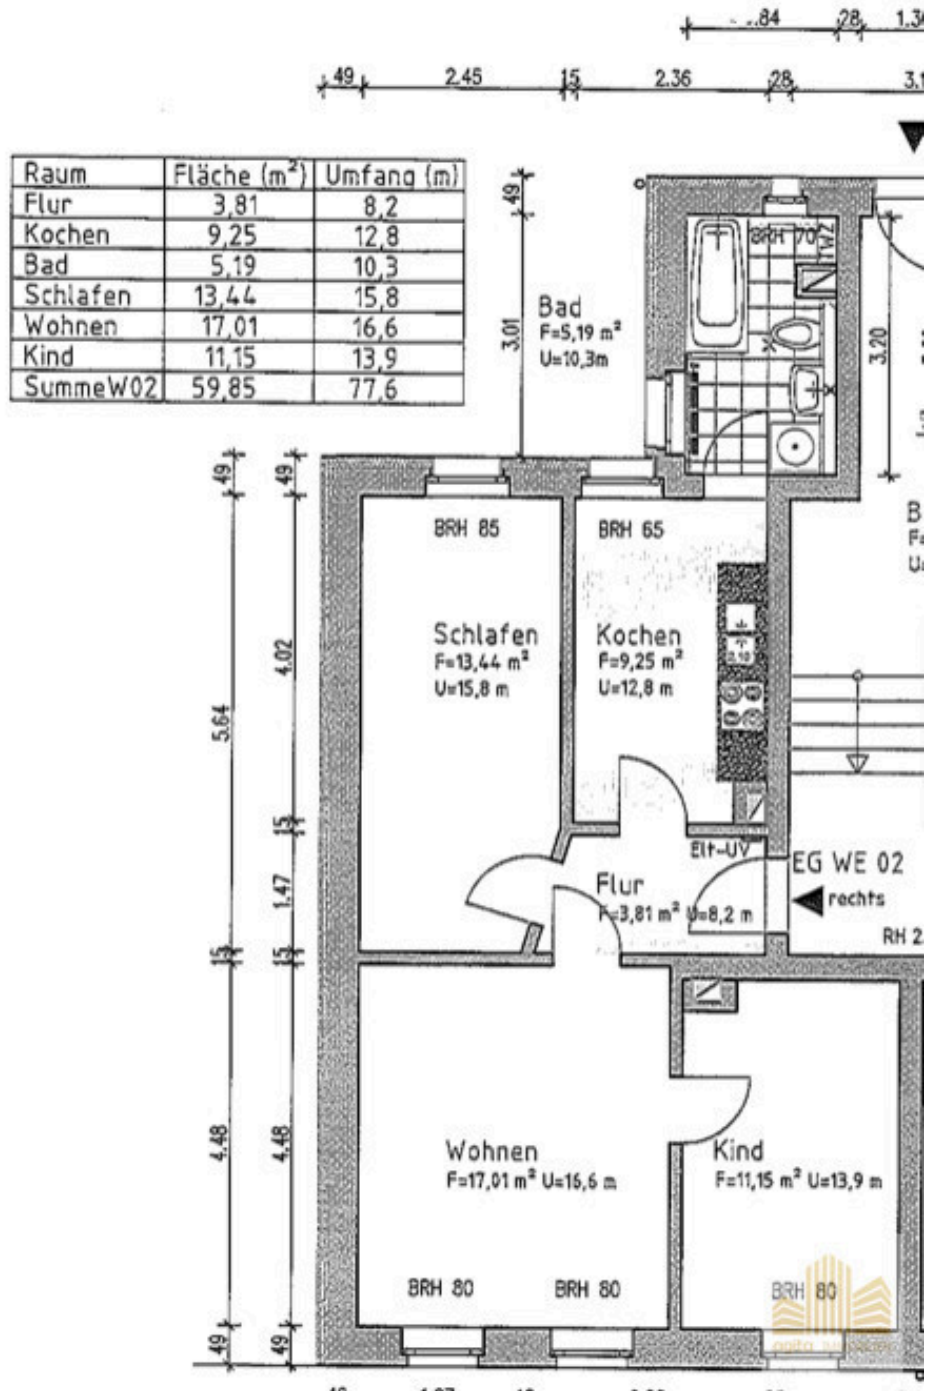 .84 28 1.30
49 2.45 15 2.36 28 3.1
Raum Fläche (m²) Umfang (m)
Flur 3,81 8,2
Kochen 9,25 12,8
Bad 5,19 10,3
Schlafen 13,44 15,8
Wohnen 17,01 16,6
Kind 11,15 13,9
SummeW02 59,85 77,6
49
3.01
Bad
F=5,19 m²
U=10,3m
BRH 70
TWZ
3.20
49
49
BRH 85
BRH 65
B
F=
U=
Schlafen
F=13,44 m²
U=15,8 m
Kochen
F=9,25 m²
U=12,8 m
4.02
5.64
15
1.47
15
15
Elt-UV
EG WE 02
rechts
Flur
F=3,81 m² U=8,2 m
RH 2.
4.48
4.48
Wohnen
F=17,01 m² U=16,6 m
Kind
F=11,15 m² U=13,9 m
BRH 80
BRH 80
BRH 80
49
49